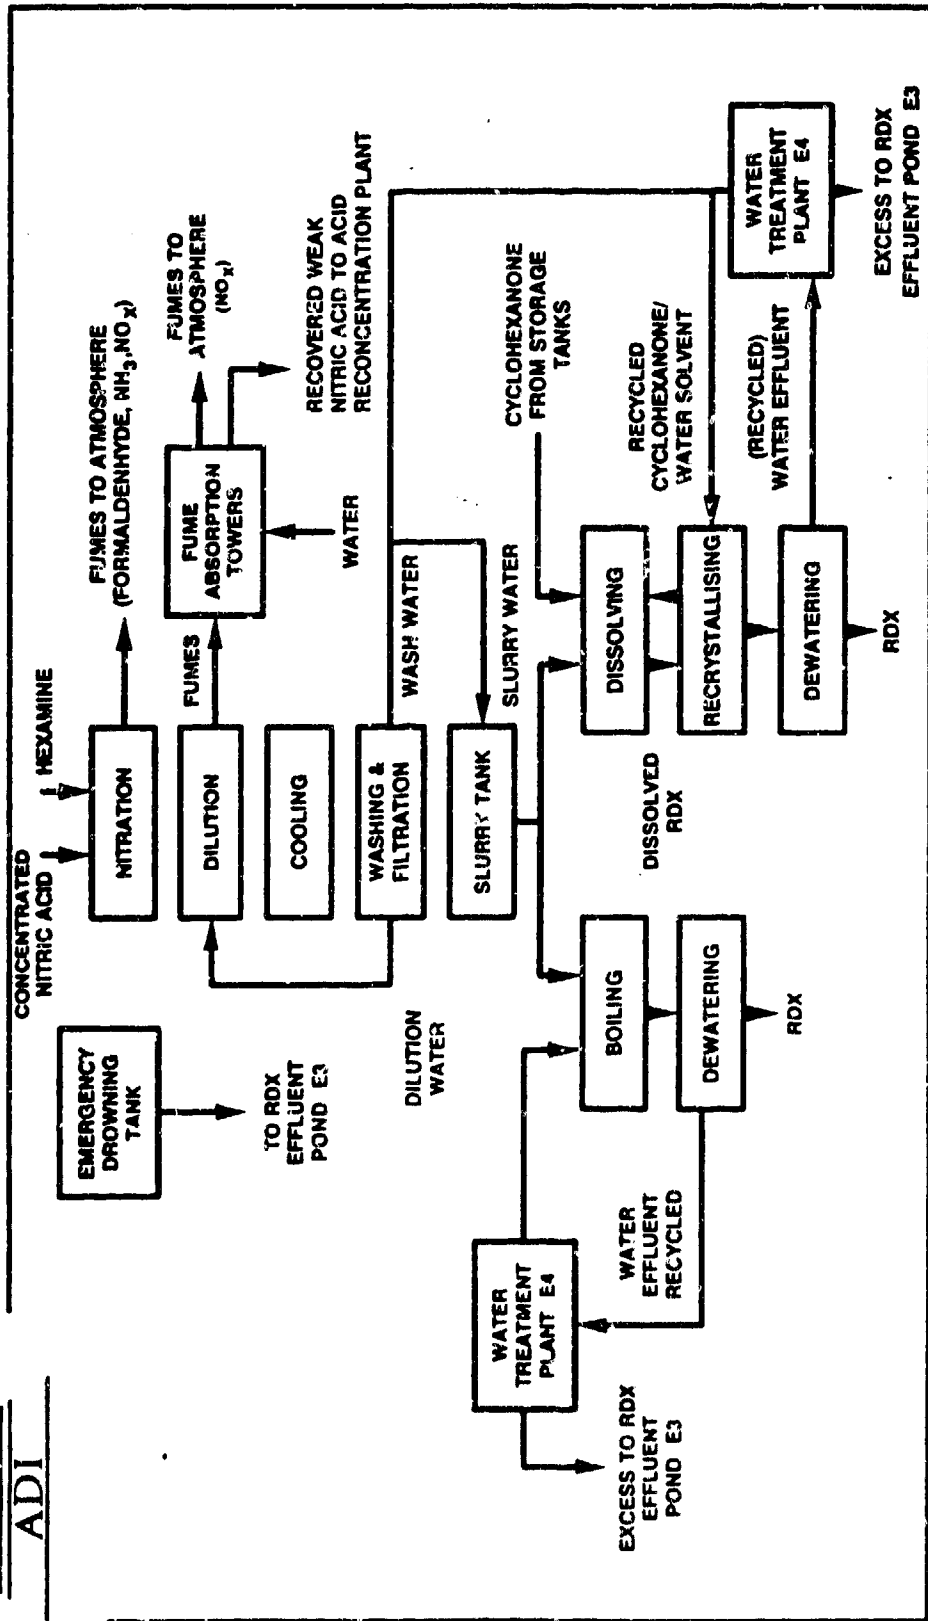 ADI
CONCENTRATED
NITRIC ACID
HEXAMINE
EMERGENCY
DROWNING
TANK
TO RDX
EFFLUENT
POND E3
NITRATION
FUMES TO ATMOSPHERE
(FORMALDENHYDE, NH3, NOX)
DILUTION
FUMES
FUME
ABSORPTION
TOWERS
FUMES TO
ATMOSPHERE
(NOX)
WATER
RECOVERED WEAK
NITRIC ACID TO ACID
RECONCENTRATION PLANT
COOLING
WASHING &
FILTRATION
DILUTION
WATER
WASH WATER
SLURRY TANK
SLURRY WATER
CYCLOHEXANONE
FROM STORAGE
TANKS
WATER
TREATMENT
PLANT E4
EXCESS TO RDX
EFFLUENT
POND E3
WATER
EFFLUENT
RECYCLED
BOILING
DEWATERING
RDX
DISSOLVED
RDX
DISSOLVING
RECRYSTALLISING
DEWATERING
RDX
RECYCLED
CYCLOHEXANONE/
WATER SOLVENT
(RECYCLED)
WATER EFFLUENT
WATER
TREATMENT
PLANT E4
EXCESS TO RDX
EFFLUENT POND E3